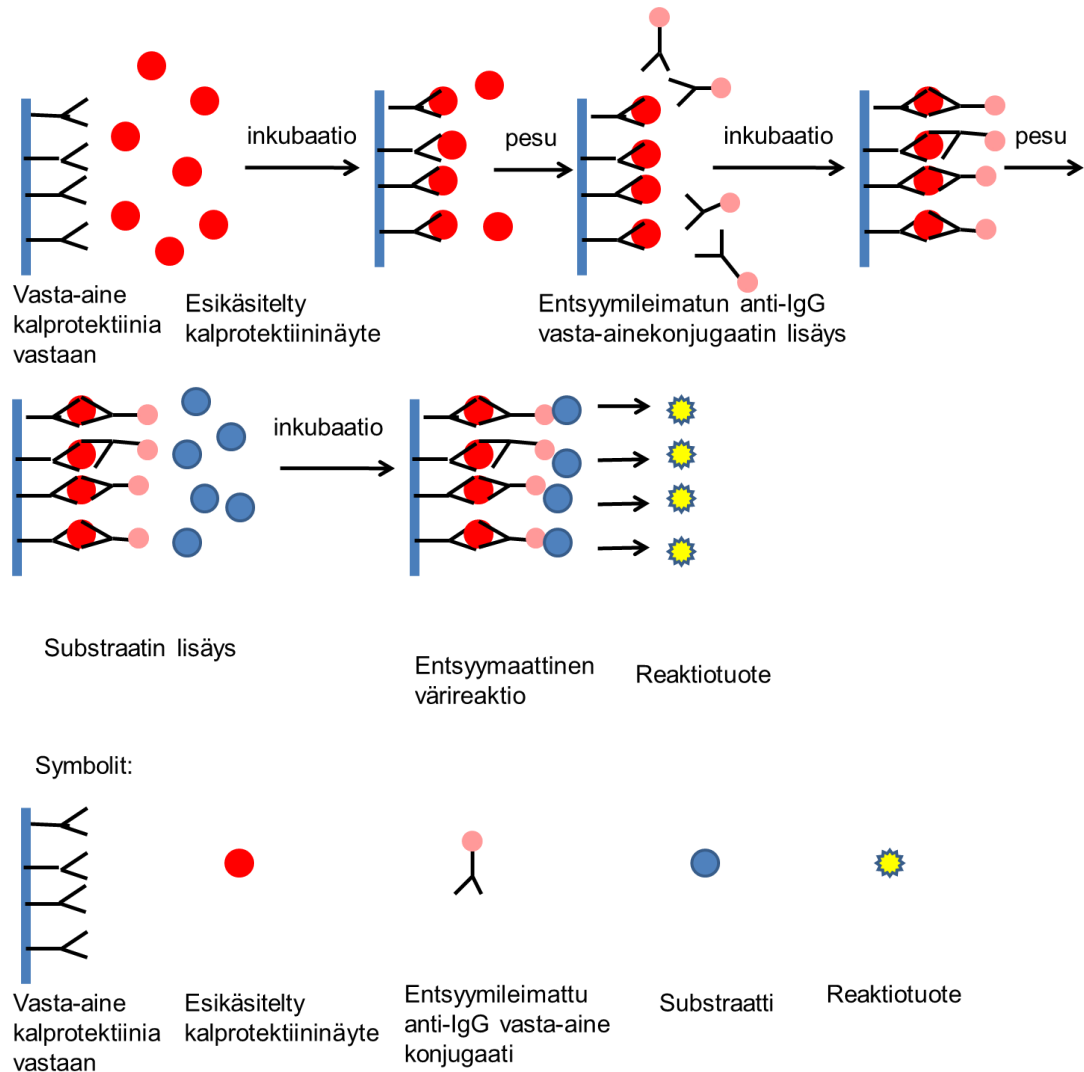 inkubaatio
pesu
inkubaatio
pesu
Vasta-aine
kalprotektiinia
vastaan
Esikäsitelty
kalprotektiininäyte
Entsyymileimatun anti-IgG
vasta-ainekonjugaatin lisäys
inkubaatio
Substraatin lisäys
Entsymaattinen
värireaktio
Reaktiotuote
Symbolit:
Vasta-aine
kalprotektiinia
vastaan
Esikäsitelty
kalprotektiininäyte
Entsyymileimattu
anti-IgG vasta-aine
konjugaati
Substraatti
Reaktiotuote